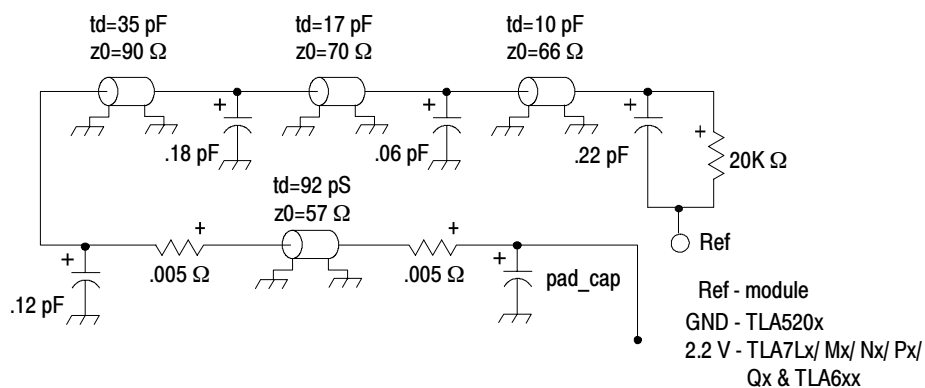 td=35 pF
z0=90 Ω
td=17 pF
z0=70 Ω
td=10 pF
z0=66 Ω
+
+
+
+
.18 pF
.06 pF
.22 pF
20K Ω
td=92 pS
z0=57 Ω
Ref
+
+
+
+
.005 Ω
.005 Ω
.12 pF
pad_cap
Ref - module
GND - TLA520x
2.2 V - TLA7Lx/ Mx/ Nx/ Px/
Qx & TLA6xx